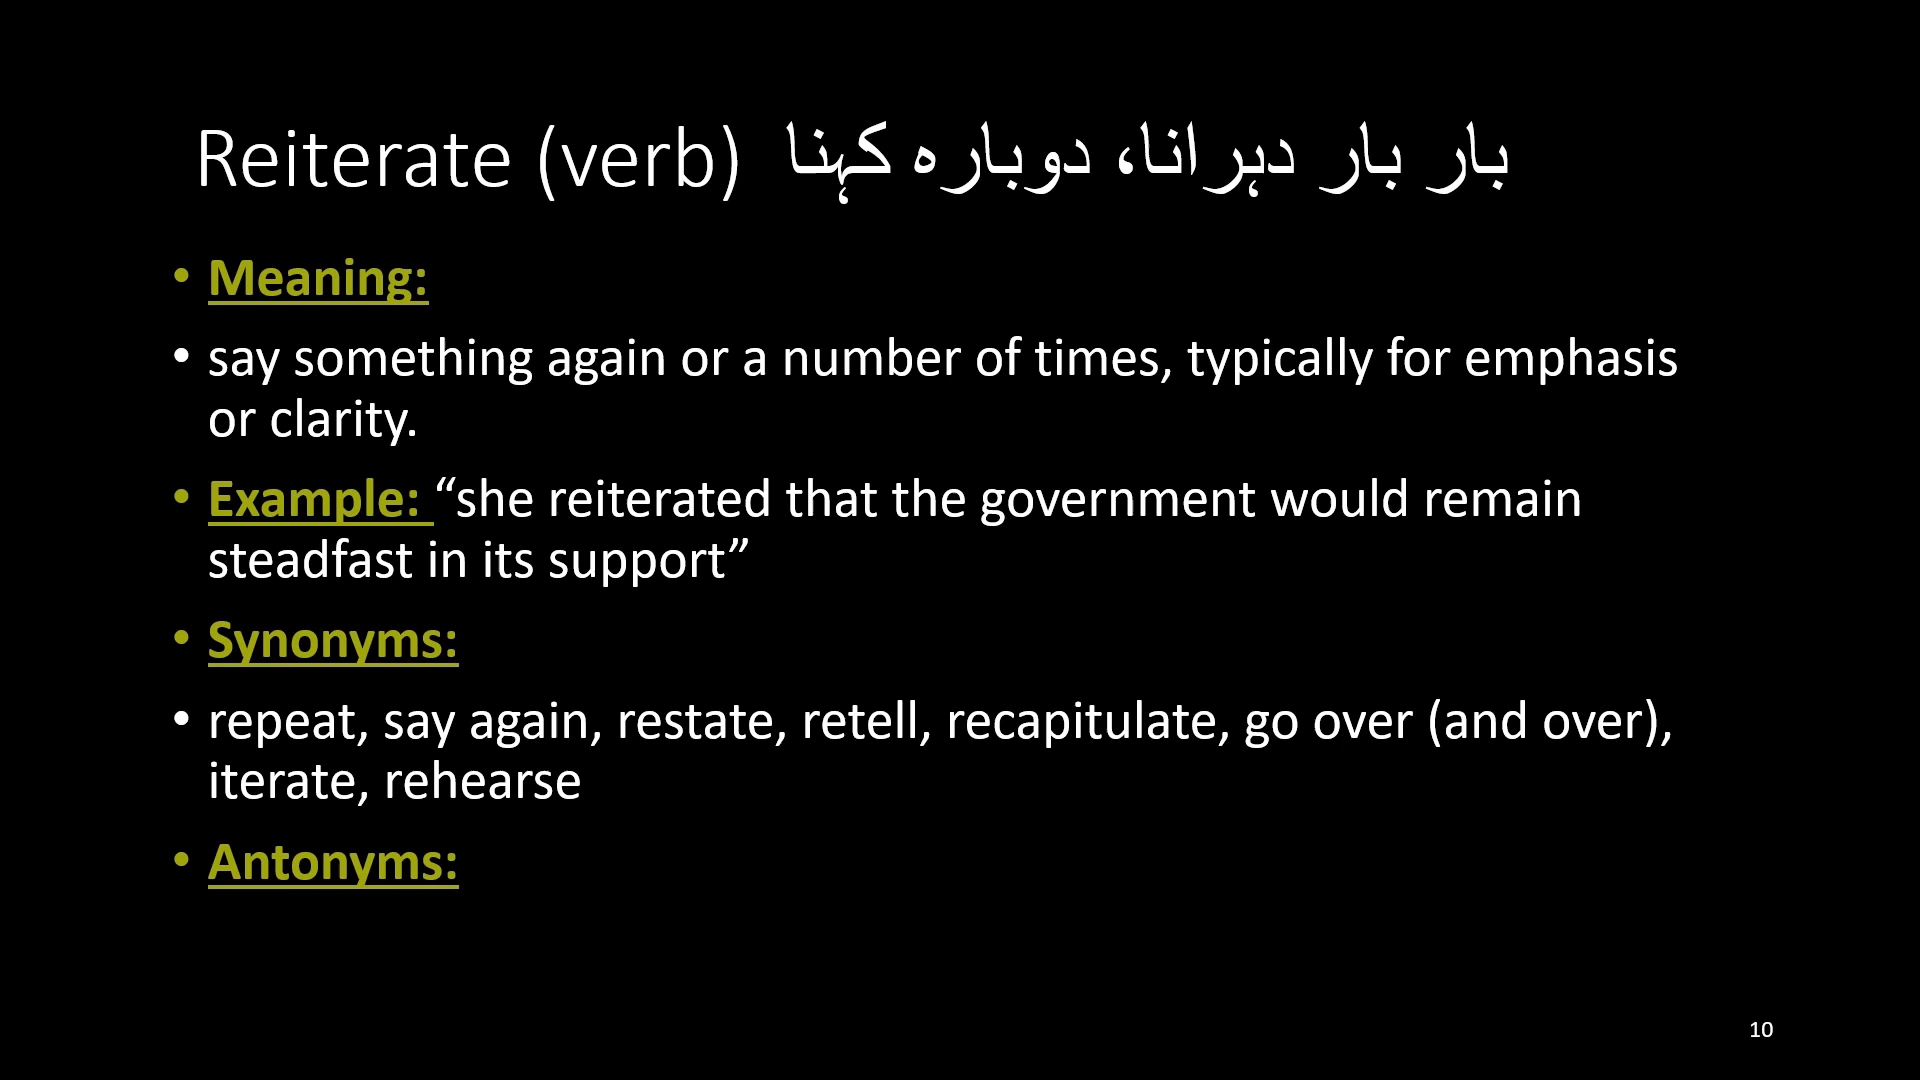 Reiterate (verb) بار بار دہرانا، دوبارہ کہنا
• Meaning:
• say something again or a number of times, typically for emphasis
or clarity.
• Example: “she reiterated that the government would remain
steadfast in its support”
• Synonyms:
• repeat, say again, restate, retell, recapitulate, go over (and over),
iterate, rehearse
• Antonyms:
10